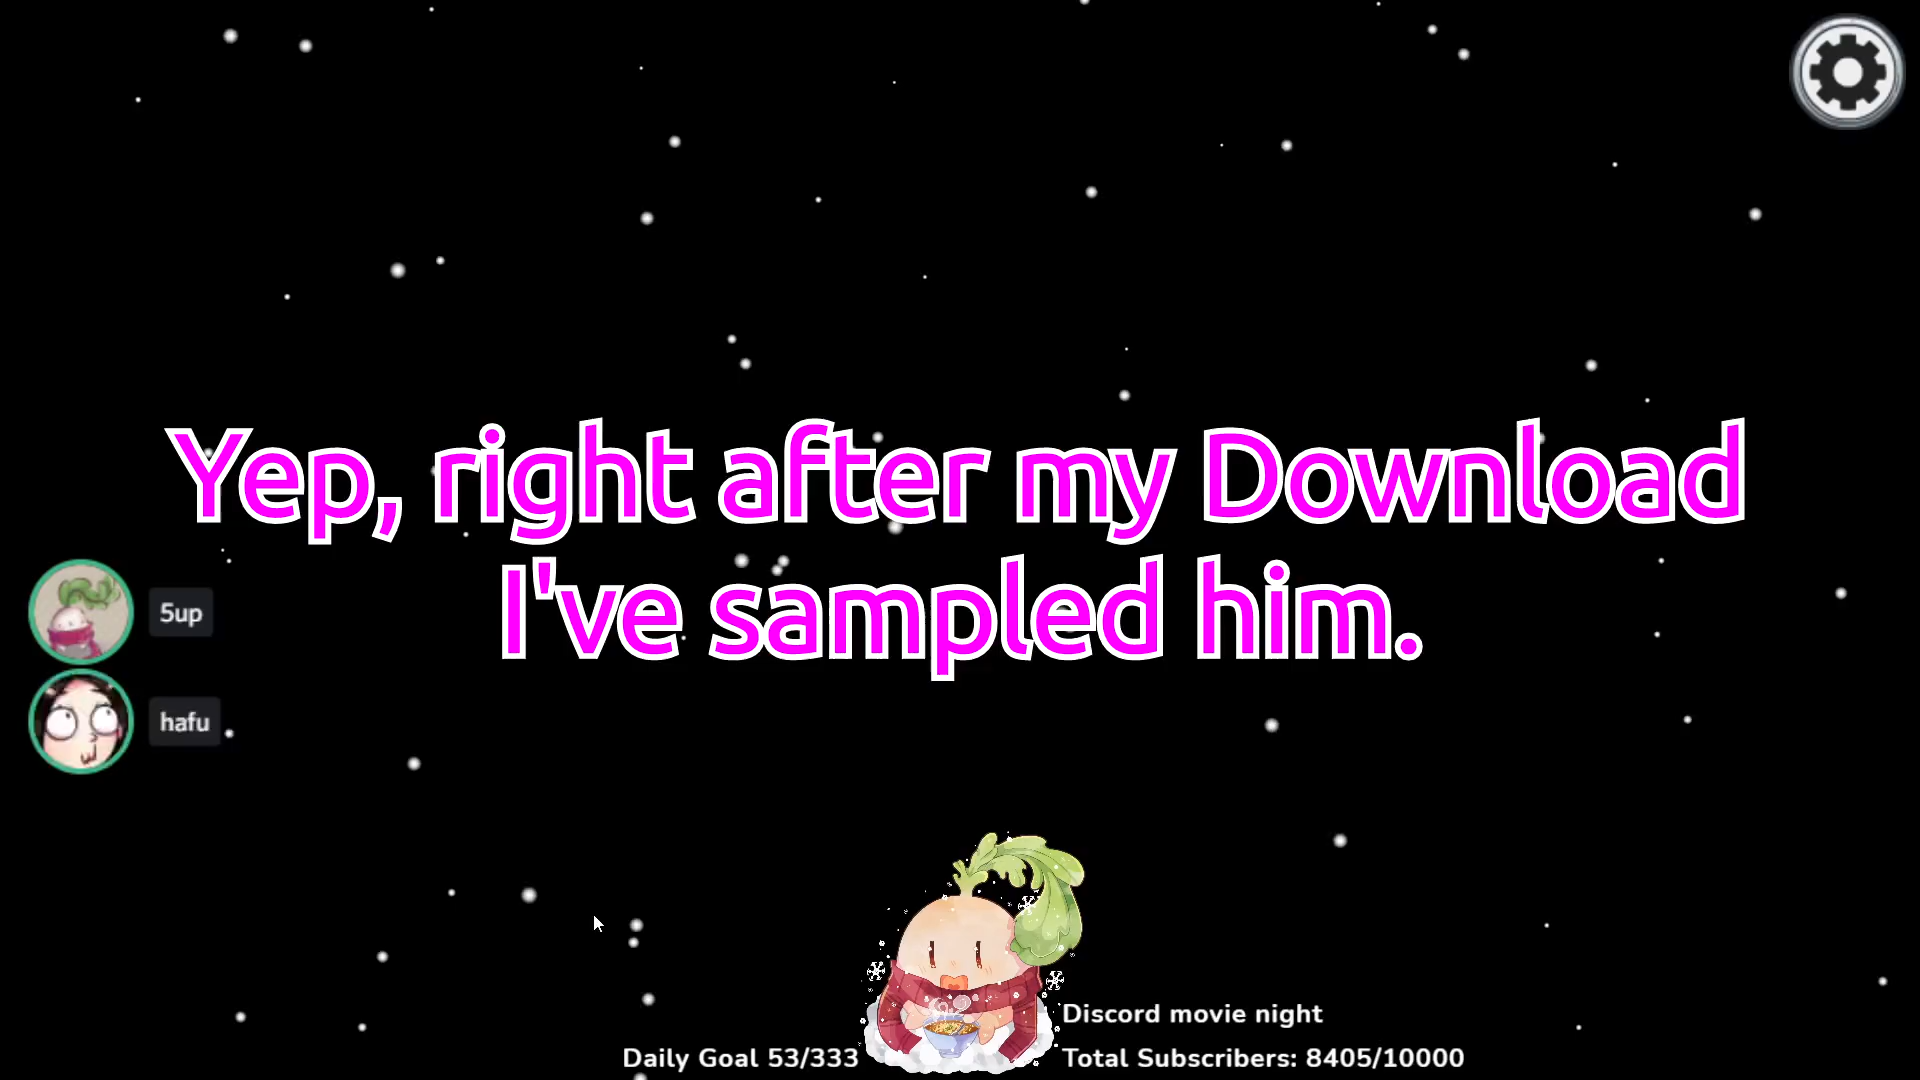 Yep, right after my Download
I've sampled him.
5up
hafu
Discord movie night
Daily Goal 53/333
Total Subscribers: 8405/10000